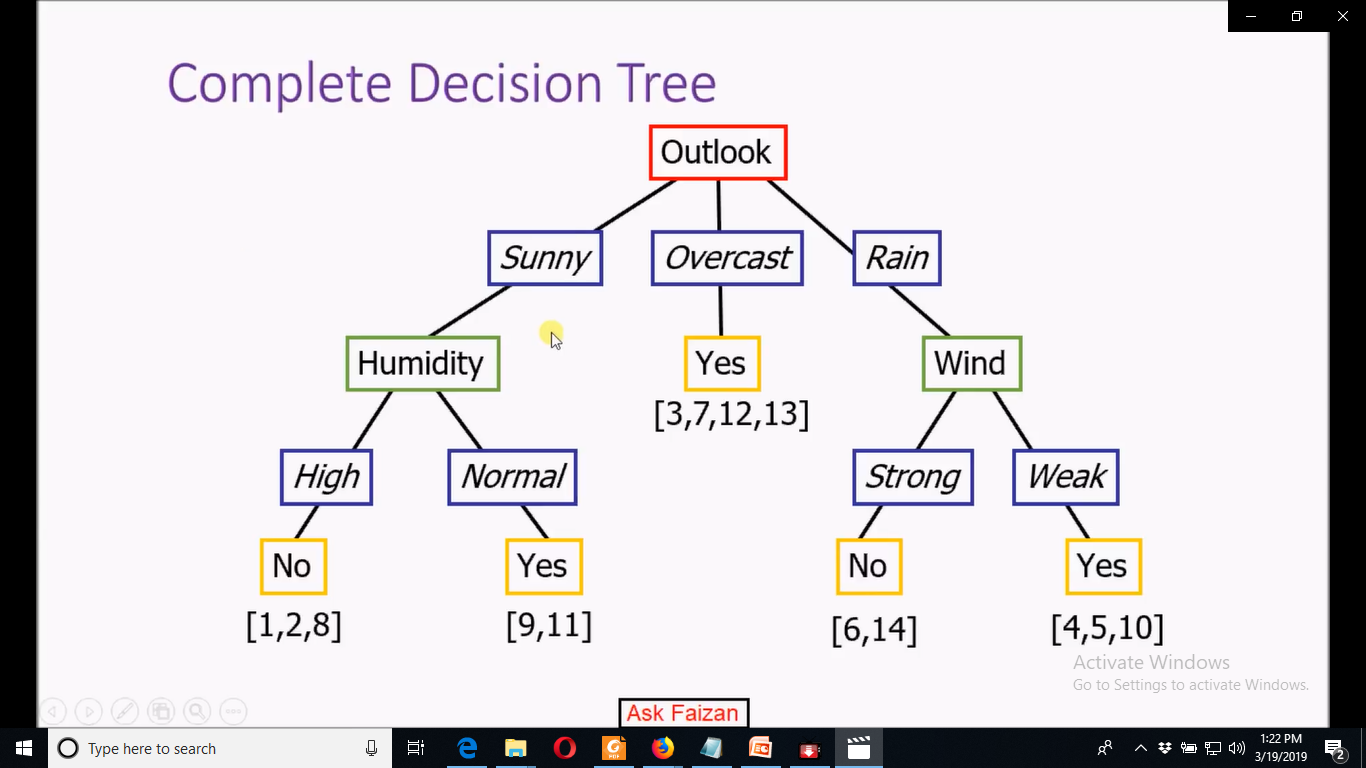 Complete Decision Tree
Outlook
Sunny Overcast Rain
Humidity Yes Wind
[3,7,12,13]
High Normal Strong Weak
No Yes No Yes
[1,2,8] [9,11] [6,14] [4,5,10]
Activate Windows
Go to Settings to activate Windows.
Ask Faizan
Type here to search
1:22 PM
3/19/2019
2